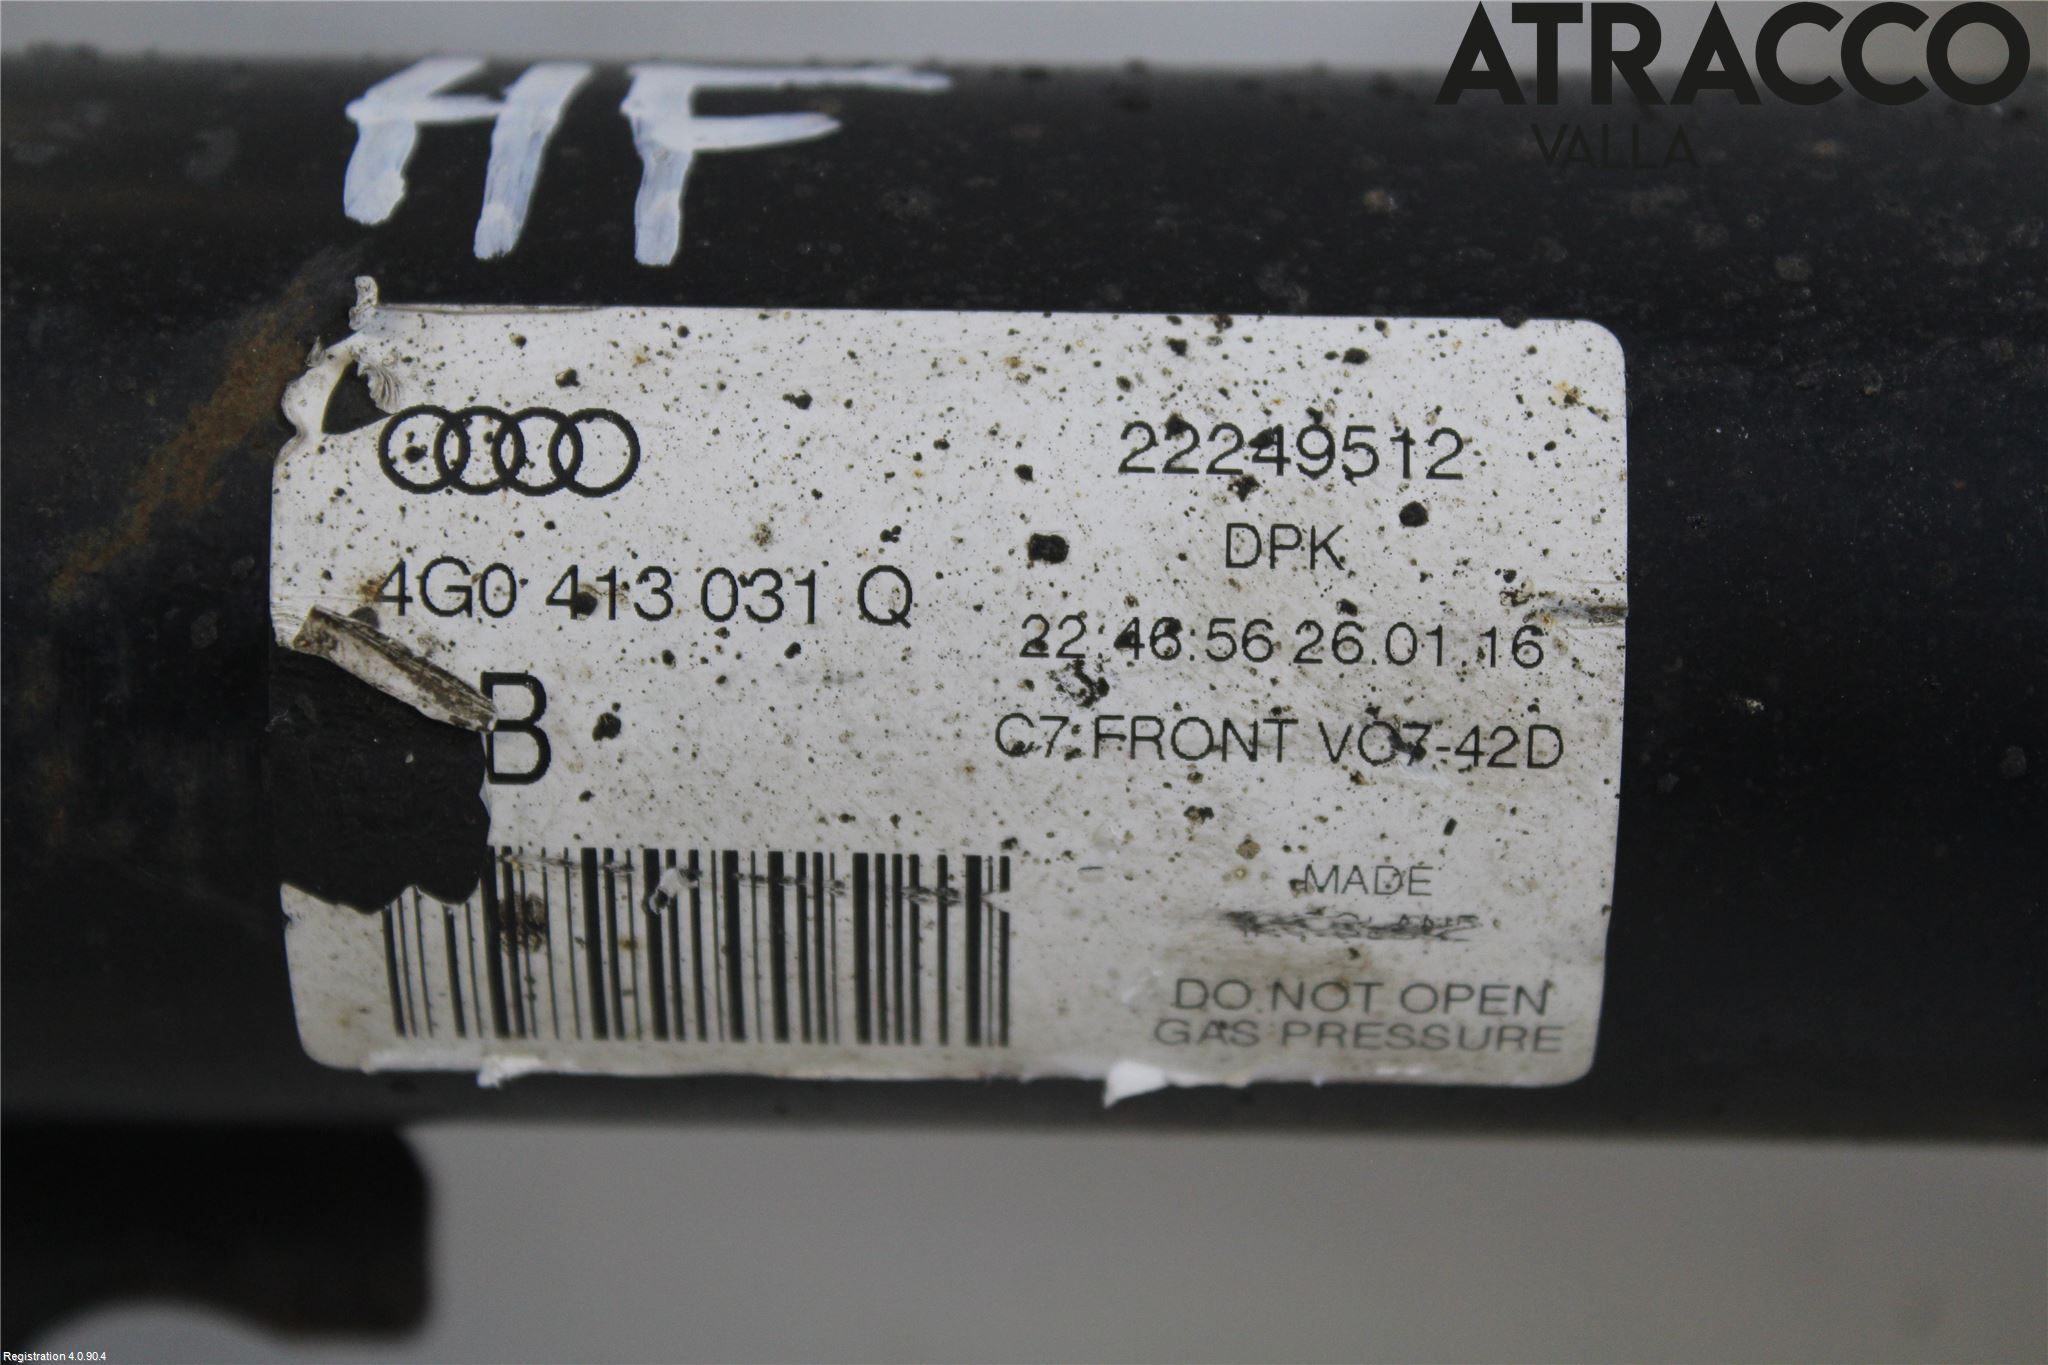 ATRACCO
VALLA
HF
22249512
DPK
4G0 413 031 Q
22:46:56 26.01.16
B
C7 FRONT VO7-42D
MADE
DO NOT OPEN
GAS PRESSURE
Registration 4.0.90.4